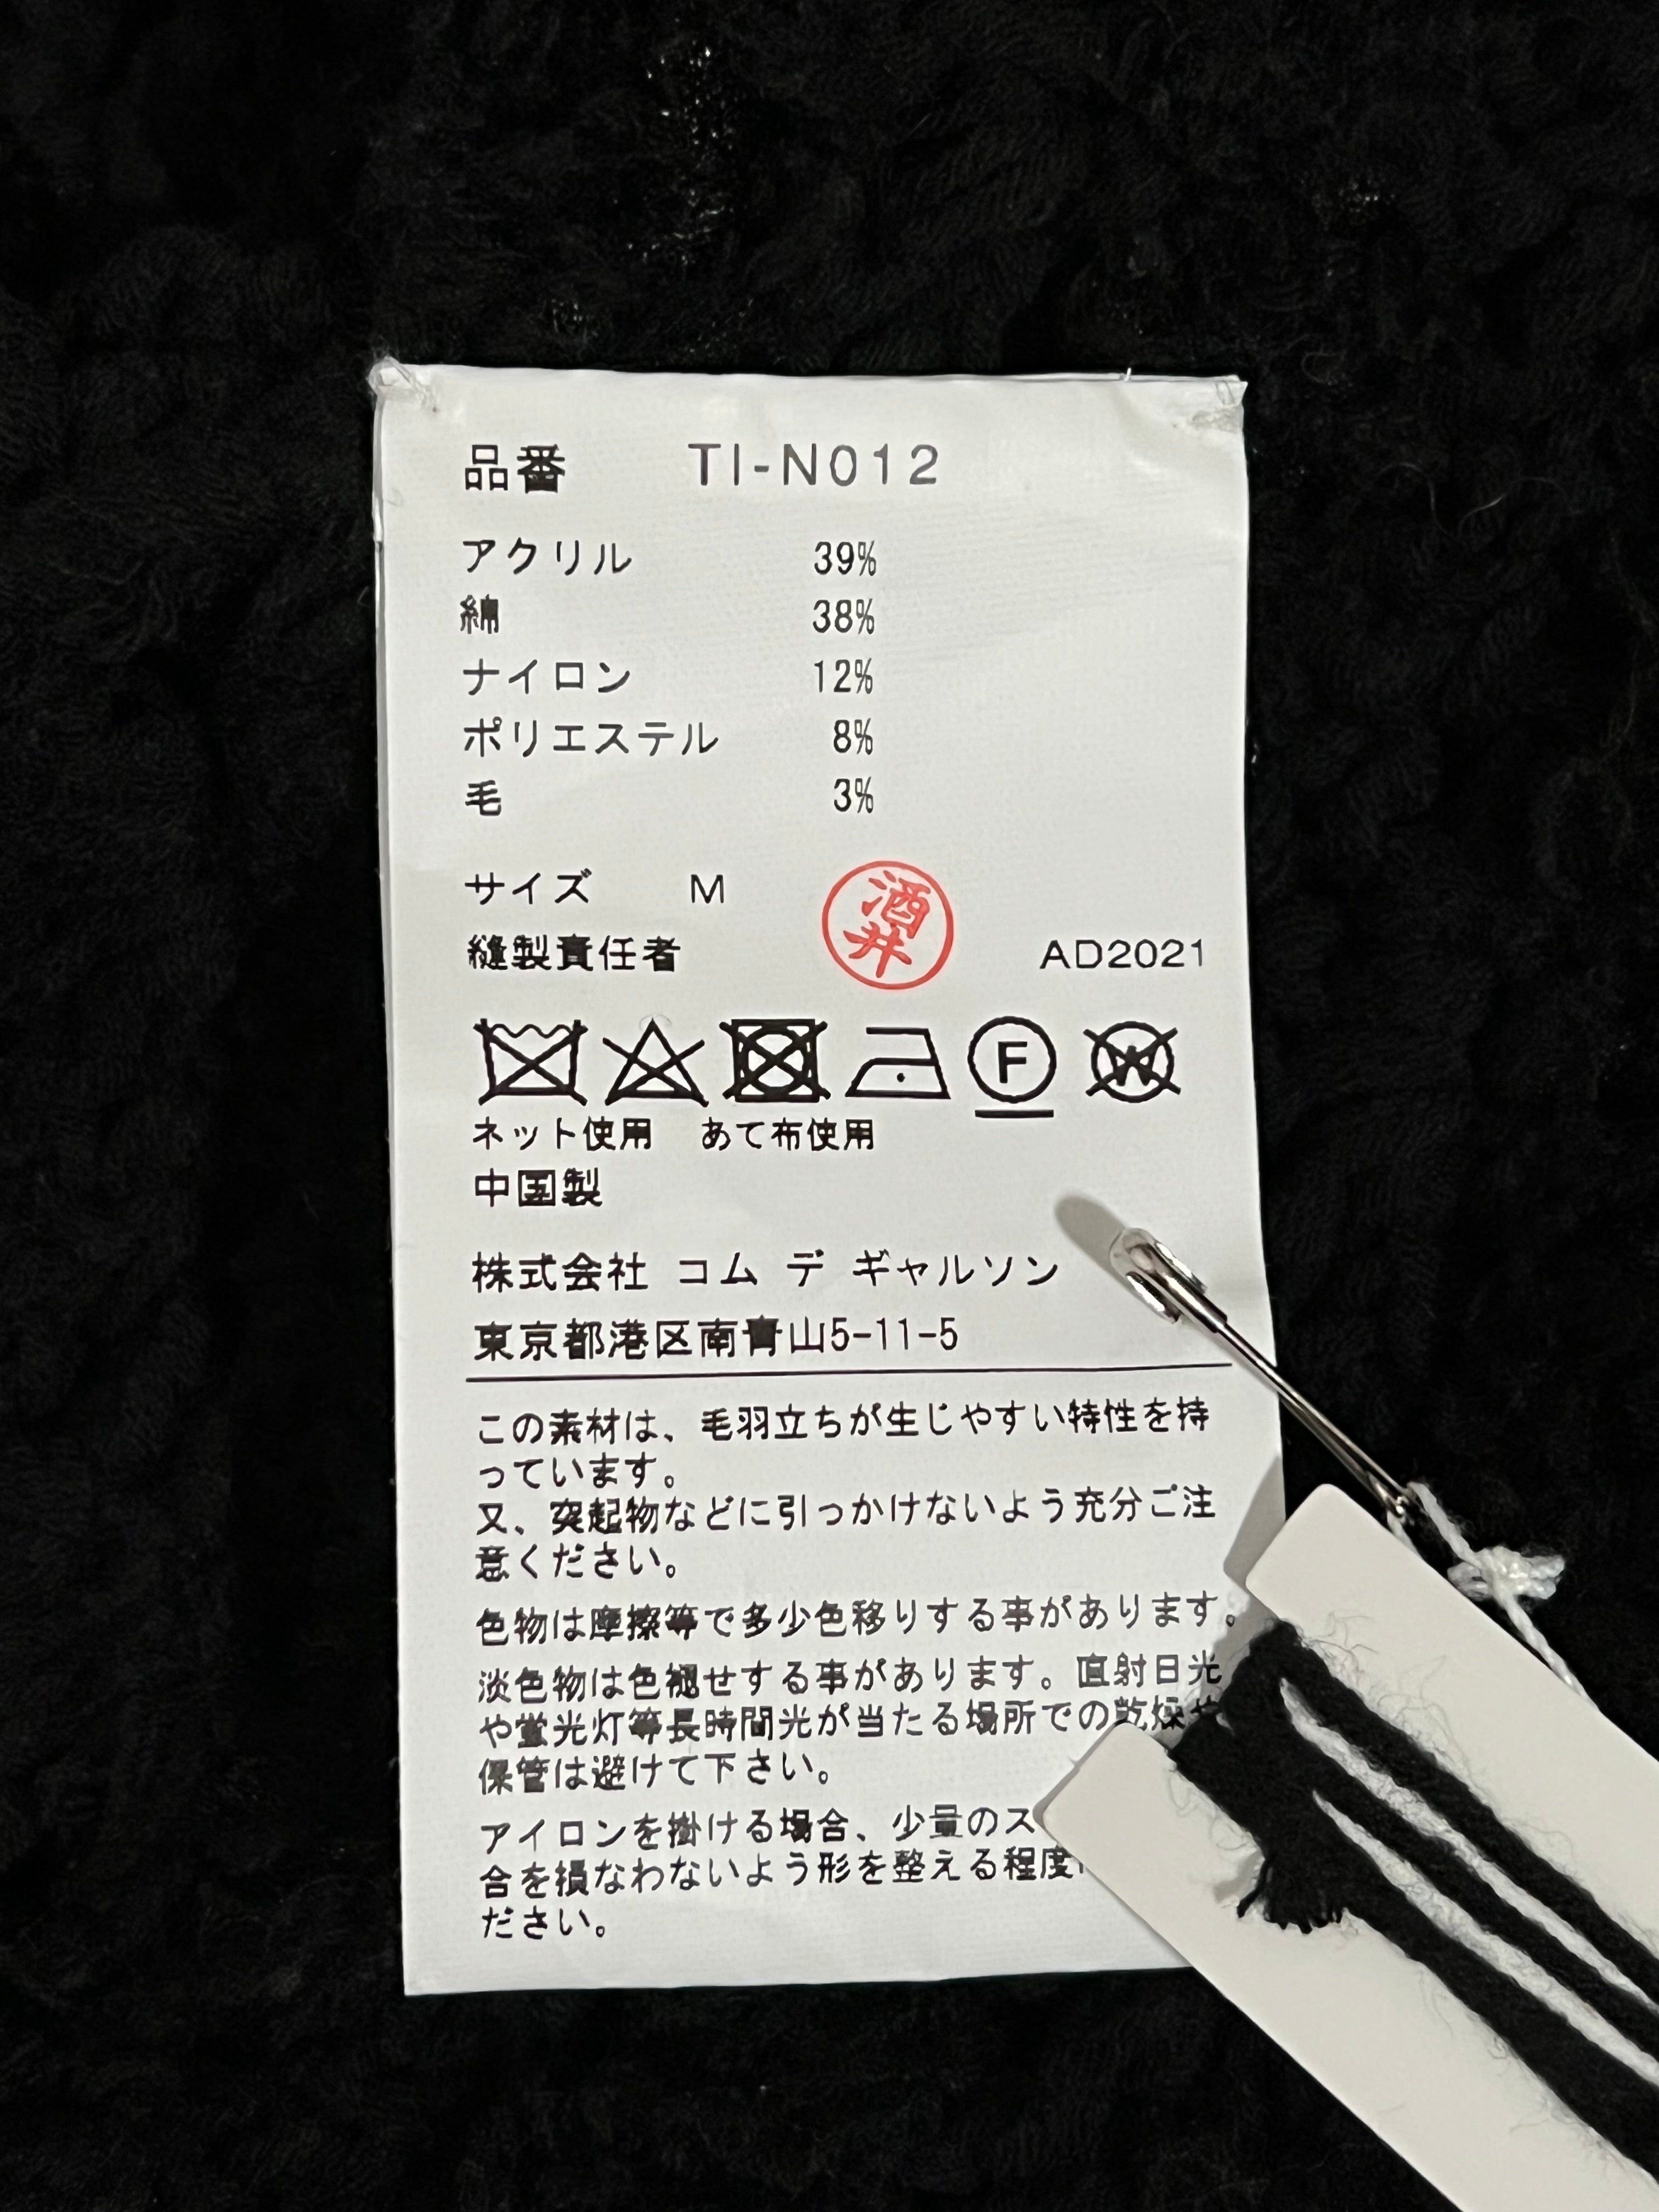 品番 TI-N012
アクリル 39%
綿 38%
ナイロン 12%
ポリエステル 8%
毛 3%
サイズ M
酒井
縫製責任者 AD2021
F W
ネット使用 あて布使用
中国製
株式会社 コム デ ギャルソン
東京都港区南青山5-11-5
この素材は、毛羽立ちが生じやすい特性を持
っています。
又、突起物などに引っかけないよう充分ご注
意ください。
色物は摩擦等で多少色移りする事があります。
淡色物は色褪せする事があります。直射日光
や蛍光灯等長時間光が当たる場所での乾燥や
保管は避けて下さい。
アイロンを掛ける場合、少量のス
合を損なわないよう形を整える程度
ださい。